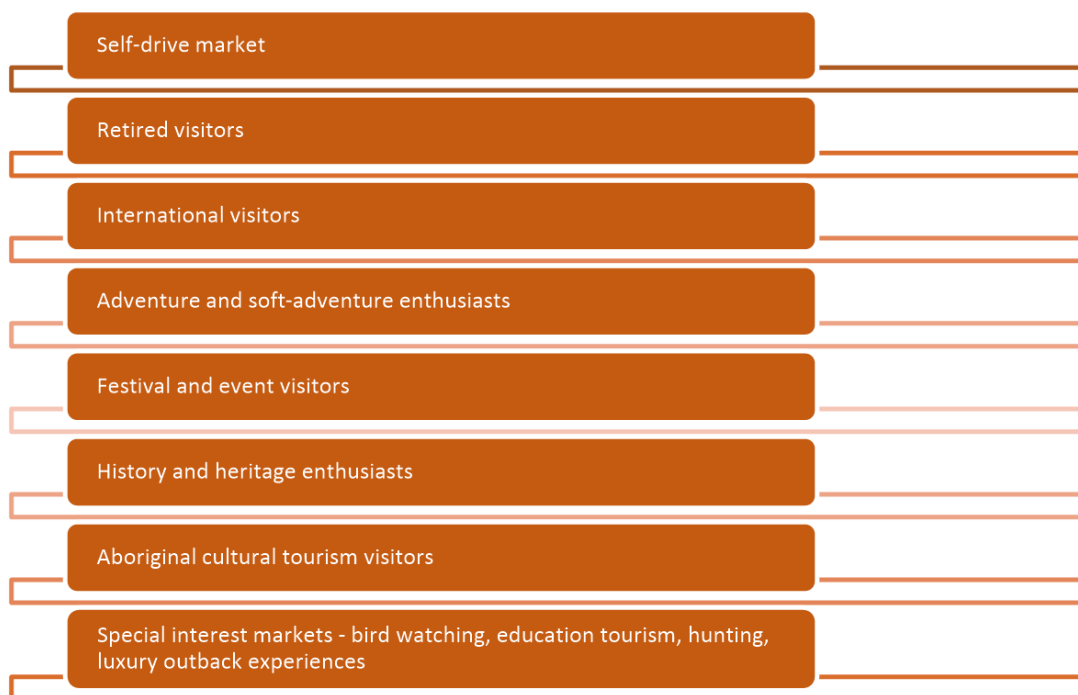 Self-drive market
Retired visitors
International visitors
Adventure and soft-adventure enthusiasts
Festival and event visitors
History and heritage enthusiasts
Aboriginal cultural tourism visitors
Special interest markets - bird watching, education tourism, hunting,
luxury outback experiences